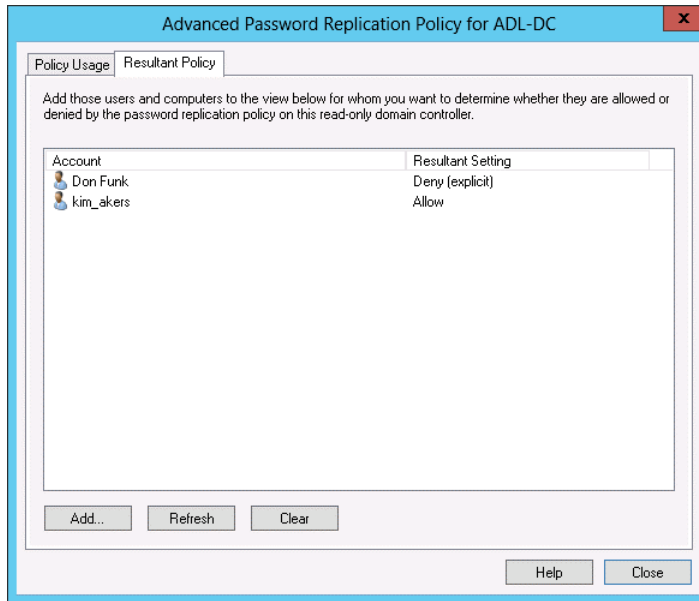 Advanced Password Replication Policy for ADL-DC
x
Policy Usage Resultant Policy
Add those users and computers to the view below for whom you want to determine whether they are allowed or
denied by the password replication policy on this read-only domain controller.
Account Resultant Setting
Don Funk Deny (explicit)
kim_akers Allow
Add... Refresh Clear
Help Close